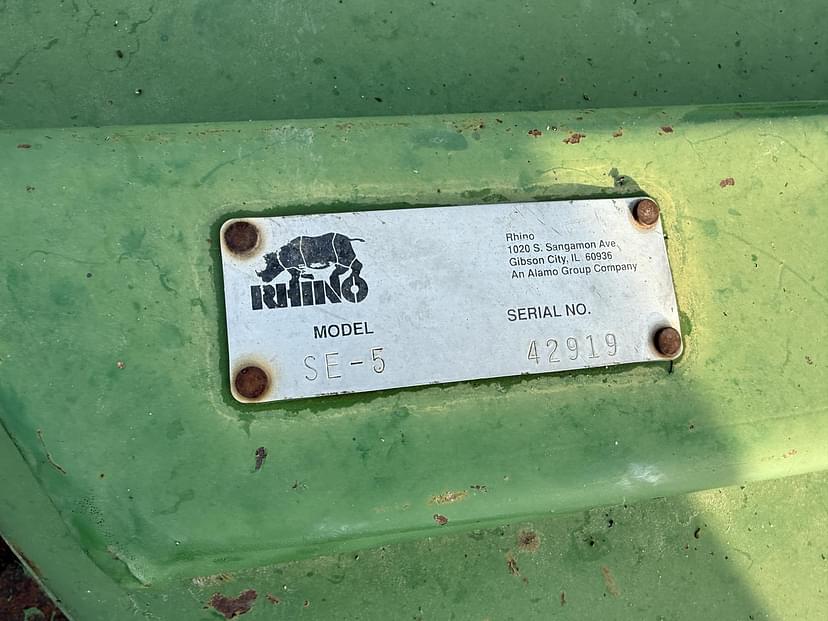 RHINO
Rhino
1020 S. Sangamon Ave
Gibson City, IL 60936
An Alamo Group Company
MODEL
SERIAL NO.
SE-5
42919